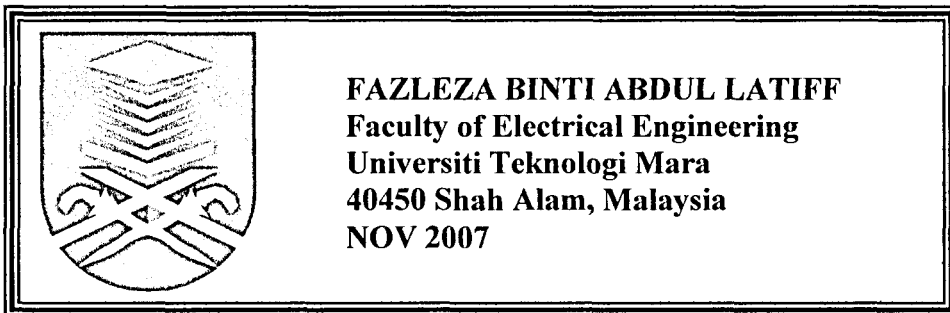 FAZLEZA BINTI ABDUL LATIFF
Faculty of Electrical Engineering
Universiti Teknologi Mara
40450 Shah Alam, Malaysia
NOV 2007